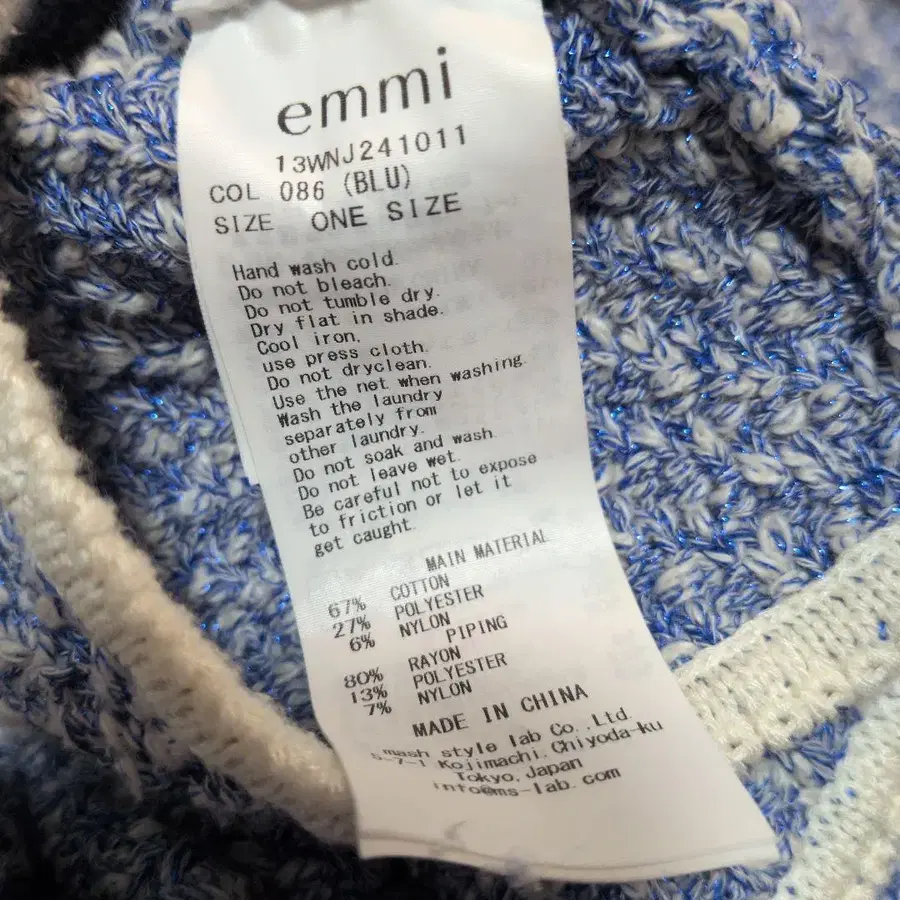 emmi
13WNJ241011
COL 086 (BLU)
SIZE ONE SIZE
Hand wash cold.
Do not bleach.
Do not tumble dry.
Dry flat in shade.
Cool iron,
use press cloth.
Do not dryclean.
Use the net when washing.
Wash the laundry
separately from
other laundry.
Do not soak and wash.
Do not leave wet.
Be careful not to expose
to friction or let it
get caught.
MAIN MATERIAL
67% COTTON
27% POLYESTER
6% NYLON
PIPING
80% RAYON
13% POLYESTER
7% NYLON
MADE IN CHINA
mash style lab Co., Ltd.
5-7-1 Kojimachi, Chiyoda-ku
Tokyo, Japan
info@ms-lab.com